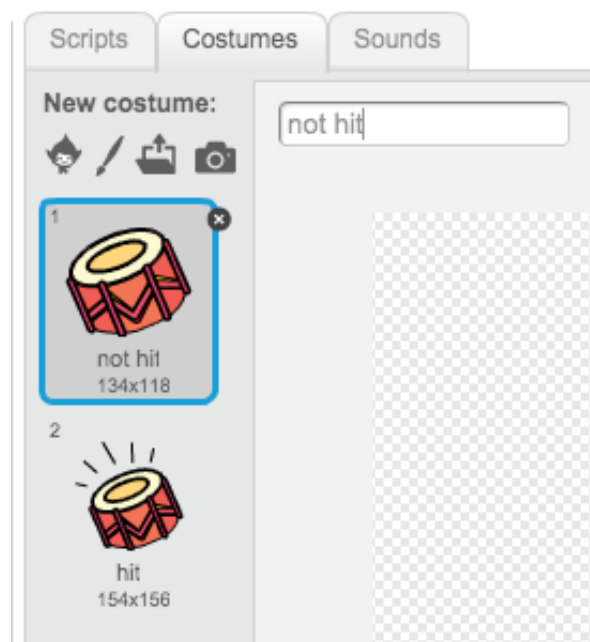 Scripts Costumes Sounds
New costume:
not hit
1
not hit
134x118
2
hit
154x156